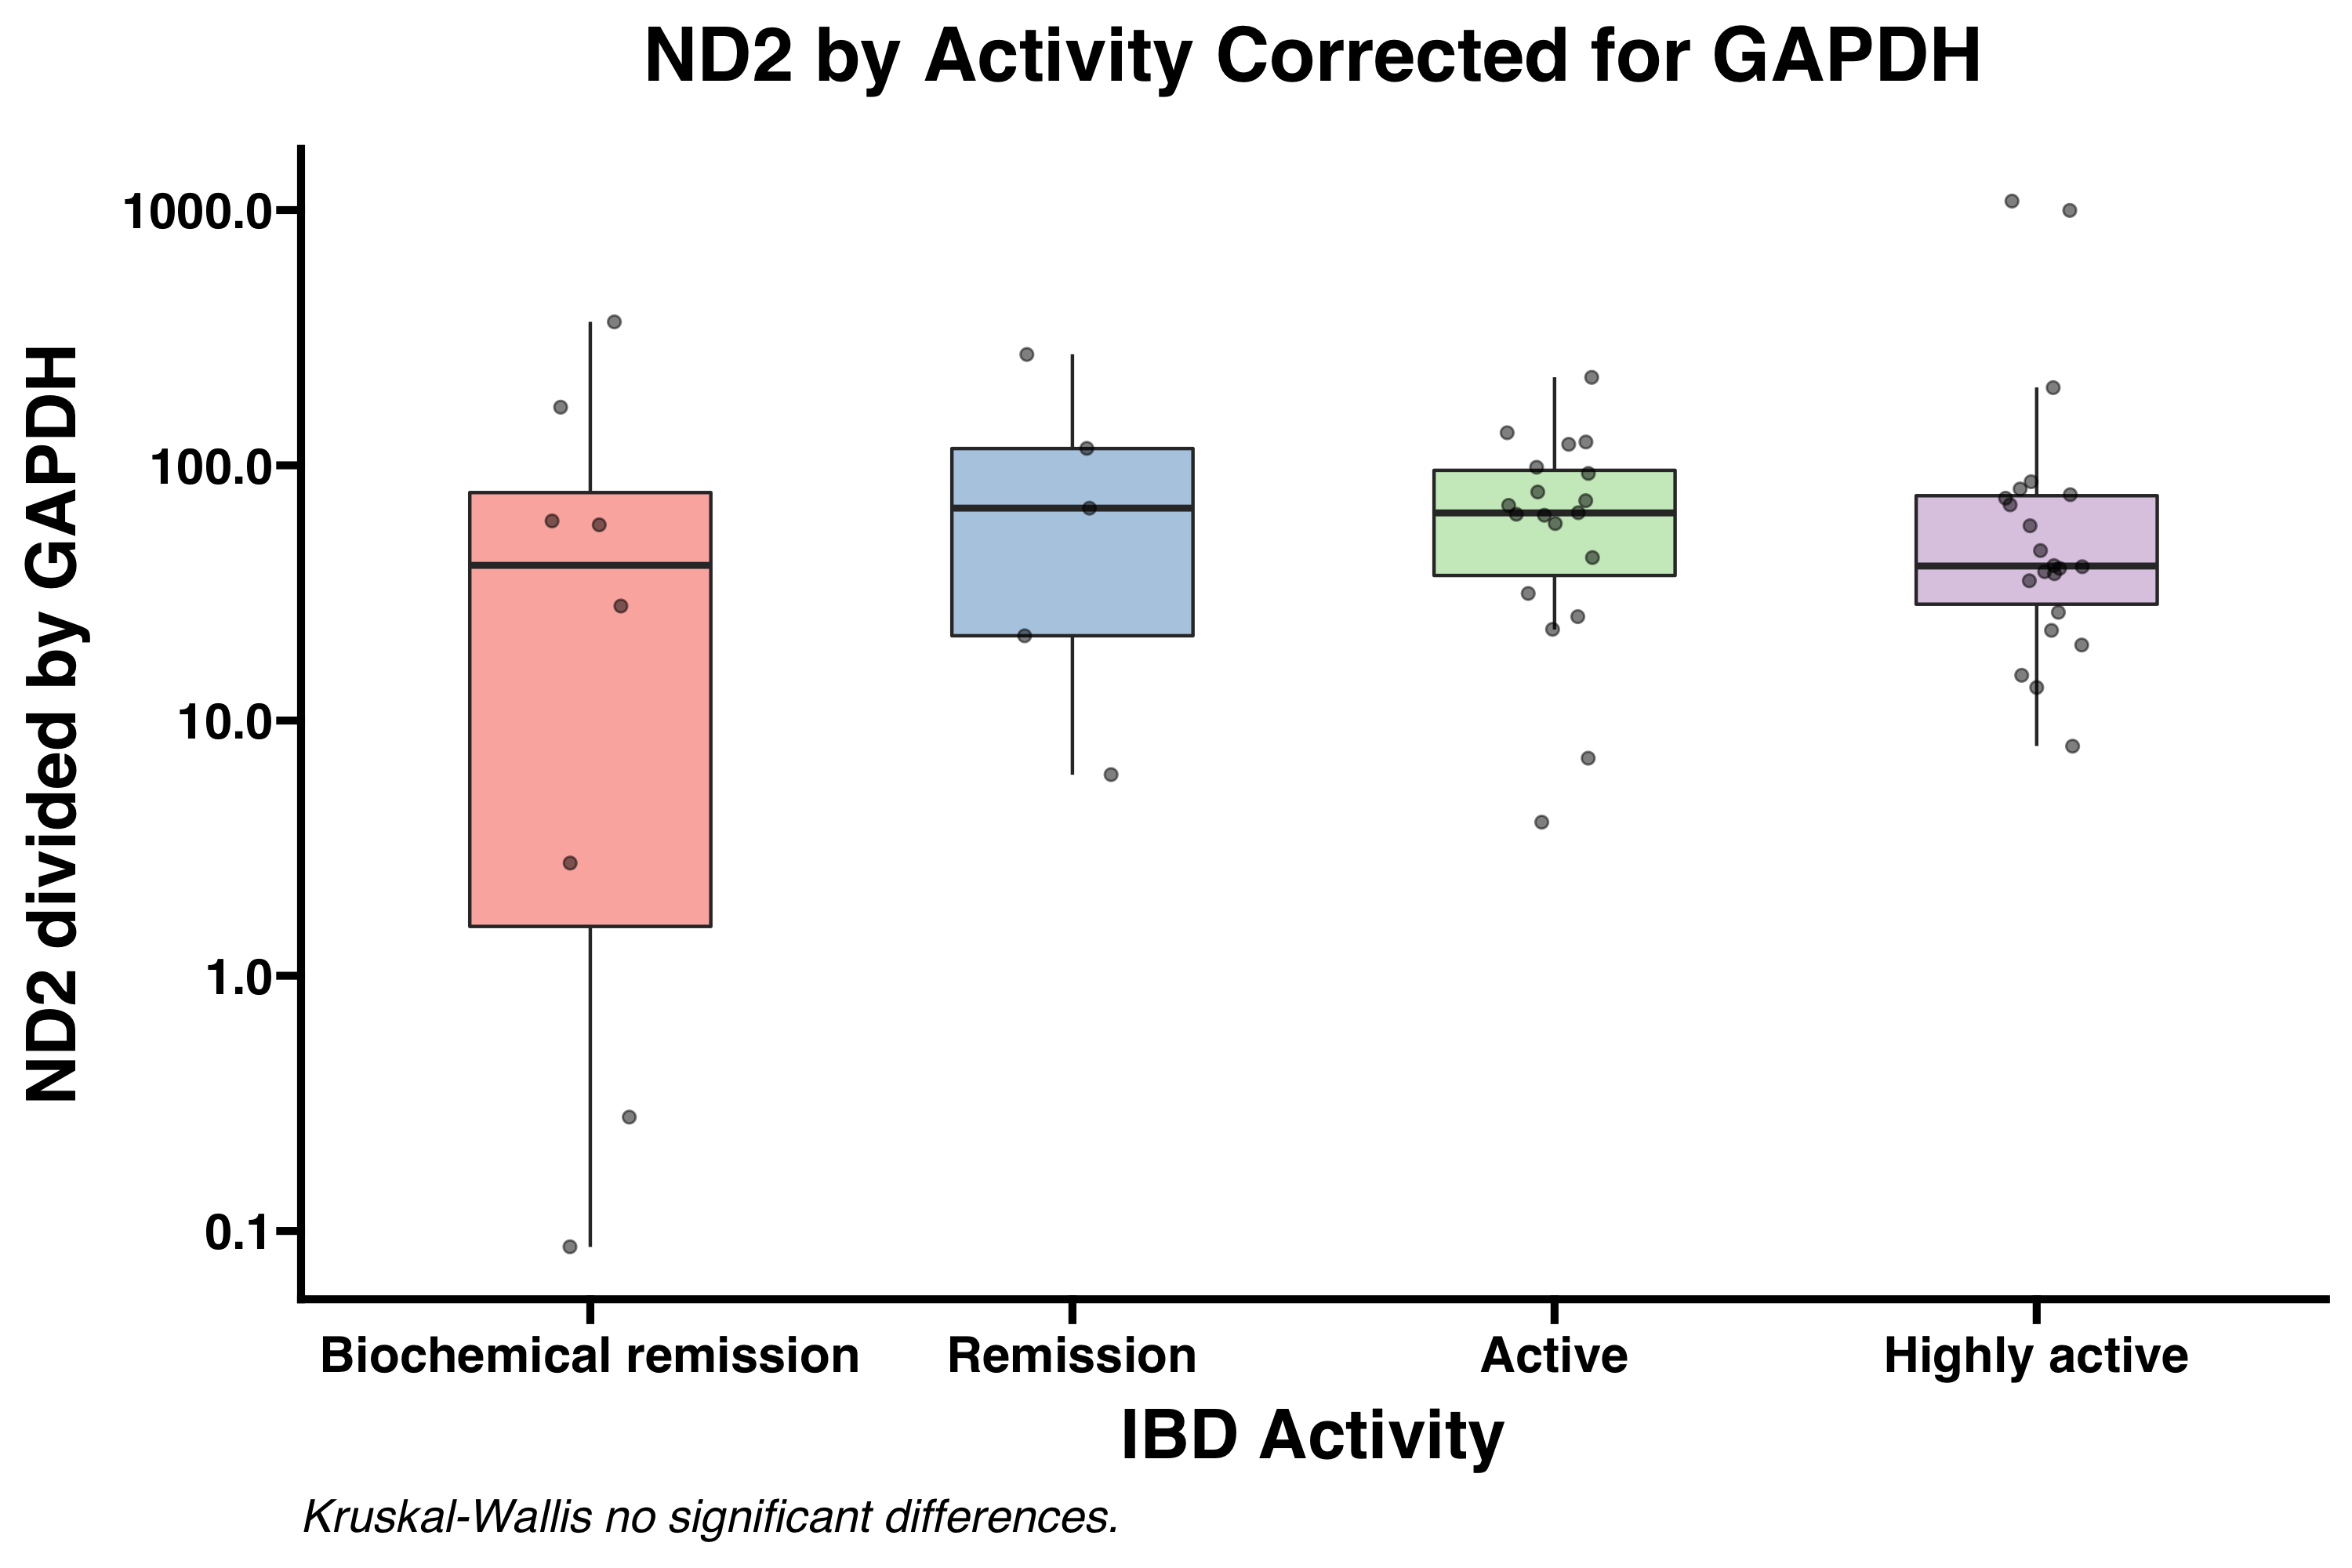 ND2 by Activity Corrected for GAPDH
ND2 divided by GAPDH
1000.0
100.0
10.0
1.0
0.1
Biochemical remission
Remission
Active
Highly active
IBD Activity
Kruskal-Wallis no significant differences.